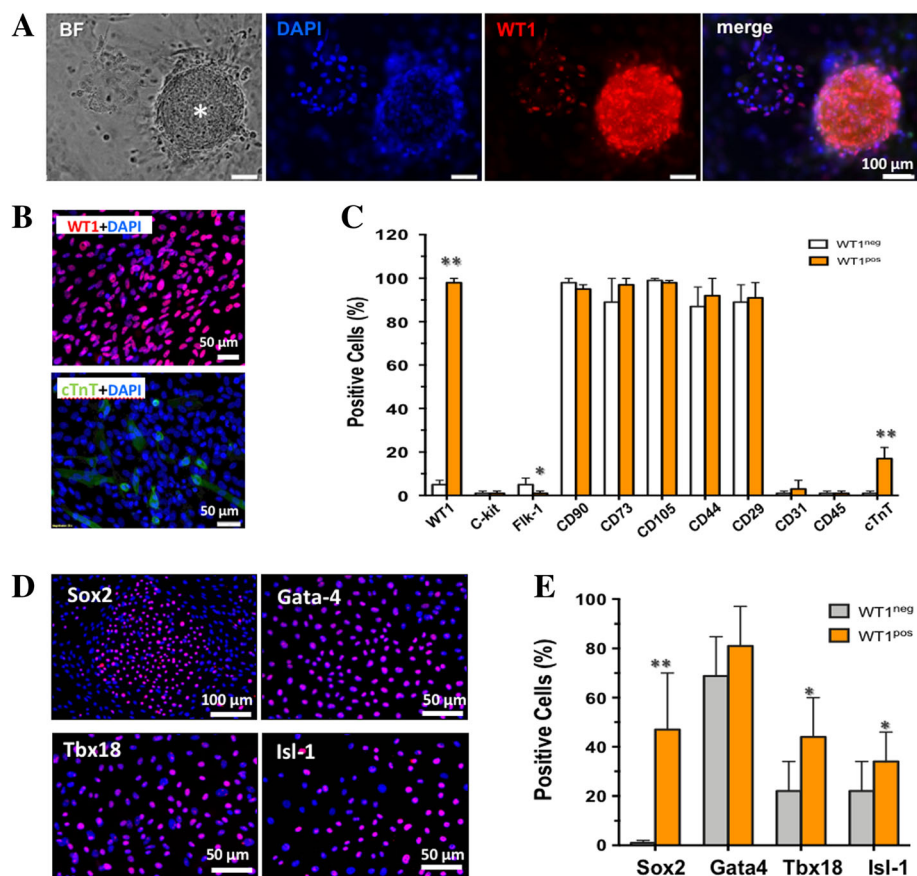 A
BF
DAPI
WT1
merge
100 μm
B
WT1+DAPI
50 μm
cTnT+DAPI
50 μm
C
Positive Cells (%)
120
100
80
60
40
20
0
WT1neg
WT1pos
**
*
**
WT1
C-kit
Flk-1
CD90
CD73
CD105
CD44
CD29
CD31
CD45
cTnT
D
Sox2
100 μm
Gata-4
50 μm
Tbx18
50 μm
Isl-1
50 μm
E
Positive Cells (%)
100
80
60
40
20
0
WT1neg
WT1pos
**
*
*
Sox2
Gata4
Tbx18
Isl-1